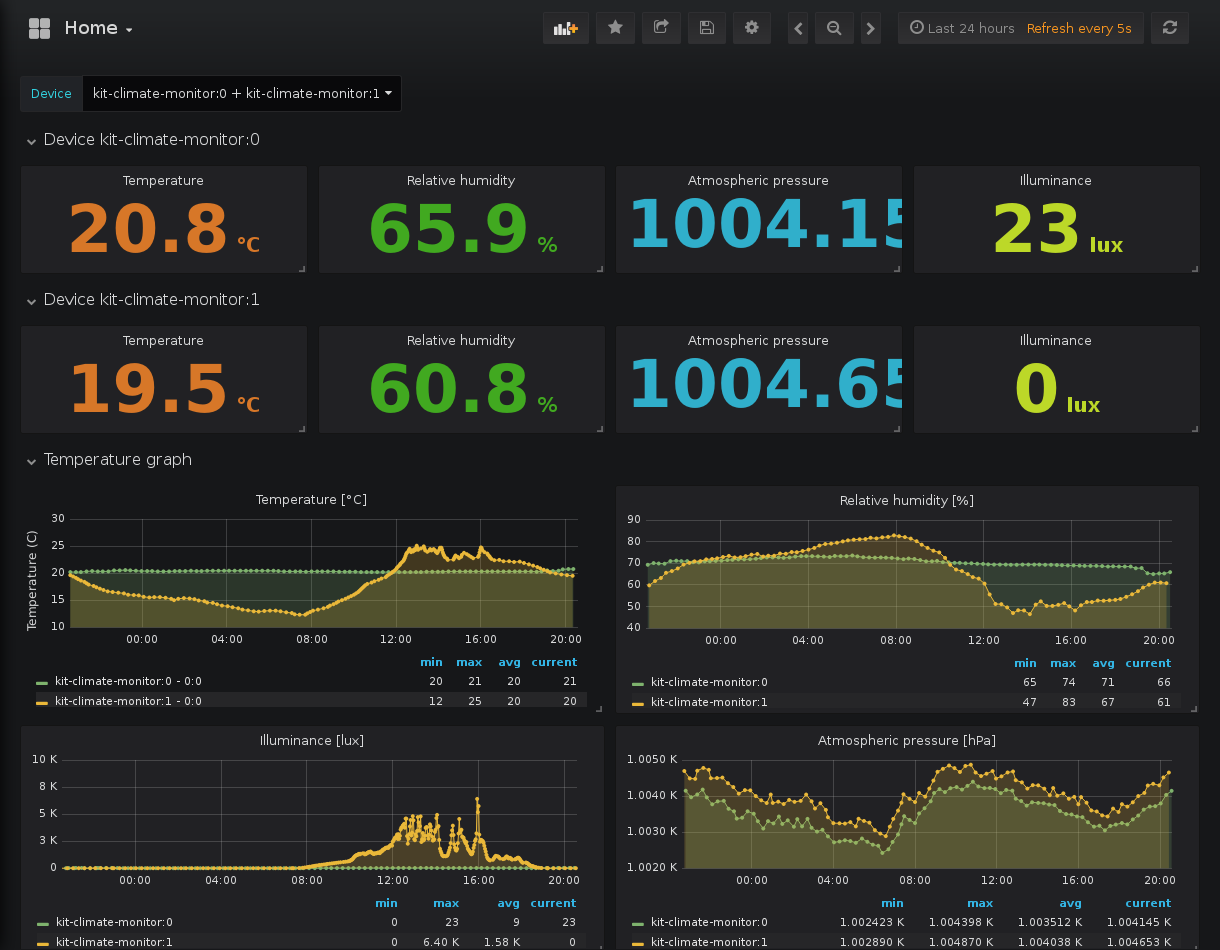 Home
Last 24 hours Refresh every 5s
Device kit-climate-monitor:0 + kit-climate-monitor:1
Device kit-climate-monitor:0
Temperature Relative humidity Atmospheric pressure Illuminance
20.8 °C 65.9 % 1004.15 23 lux
Device kit-climate-monitor:1
Temperature Relative humidity Atmospheric pressure Illuminance
19.5 °C 60.8 % 1004.65 0 lux
Temperature graph
Temperature [°C]
Temperature (C)
30
25
20
15
10
00:00 04:00 08:00 12:00 16:00 20:00
min max avg current
kit-climate-monitor:0 - 0:0 20 21 20 21
kit-climate-monitor:1 - 0:0 12 25 20 20
Relative humidity [%]
90
80
70
60
50
40
00:00 04:00 08:00 12:00 16:00 20:00
min max avg current
kit-climate-monitor:0 65 74 71 66
kit-climate-monitor:1 47 83 67 61
Illuminance [lux]
10 K
8 K
5 K
3 K
0
00:00 04:00 08:00 12:00 16:00 20:00
min max avg current
kit-climate-monitor:0 0 23 9 23
kit-climate-monitor:1 0 6.40 K 1.58 K 0
Atmospheric pressure [hPa]
1.0050 K
1.0040 K
1.0030 K
1.0020 K
00:00 04:00 08:00 12:00 16:00 20:00
min max avg current
kit-climate-monitor:0 1.002423 K 1.004398 K 1.003512 K 1.004145 K
kit-climate-monitor:1 1.002890 K 1.004870 K 1.004038 K 1.004653 K